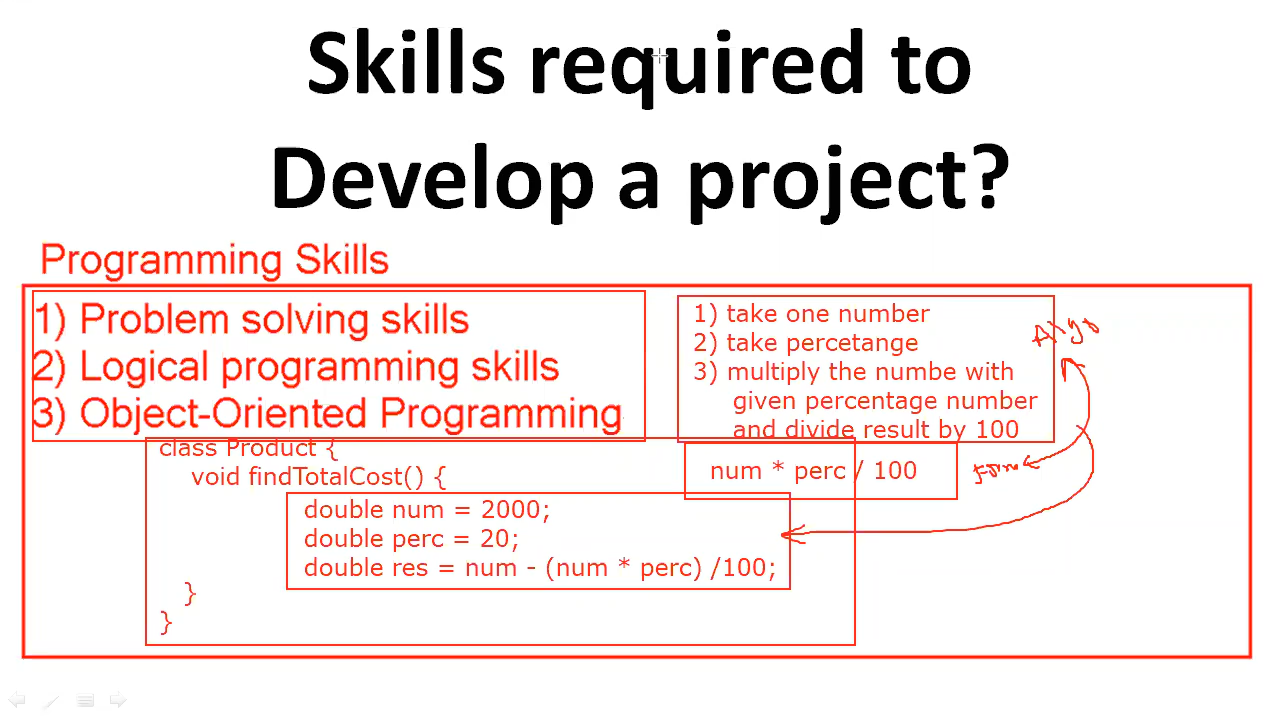 Skills required to
Develop a project?
Programming Skills
1) Problem solving skills
2) Logical programming skills
3) Object-Oriented Programming
1) take one number
2) take percetange
3) multiply the numbe with
given percentage number
and divide result by 100
Algo
num * perc / 100
class Product {
void findTotalCost() {
double num = 2000;
double perc = 20;
double res = num - (num * perc) /100;
}
}